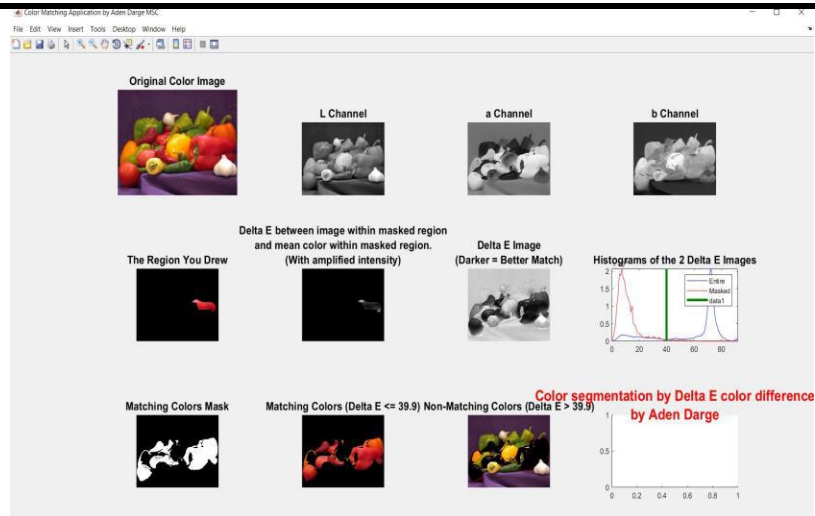 Color Matching Application by Aden Darge MSC
File Edit View Insert Tools Desktop Window Help
Original Color Image
L Channel
a Channel
b Channel
Delta E between image within masked region
and mean color within masked region.
(With amplified intensity)
The Region You Drew
Delta E Image
(Darker = Better Match)
Histograms of the 2 Delta E Images
2
1.5
1
0.5
0
0 20 40 60 80
Entire
Masked
data1
Color segmentation by Delta E color difference
by Aden Darge
Matching Colors Mask
Matching Colors (Delta E <= 39.9)
Non-Matching Colors (Delta E > 39.9)
1
0.5
0
0 0.2 0.4 0.6 0.8 1